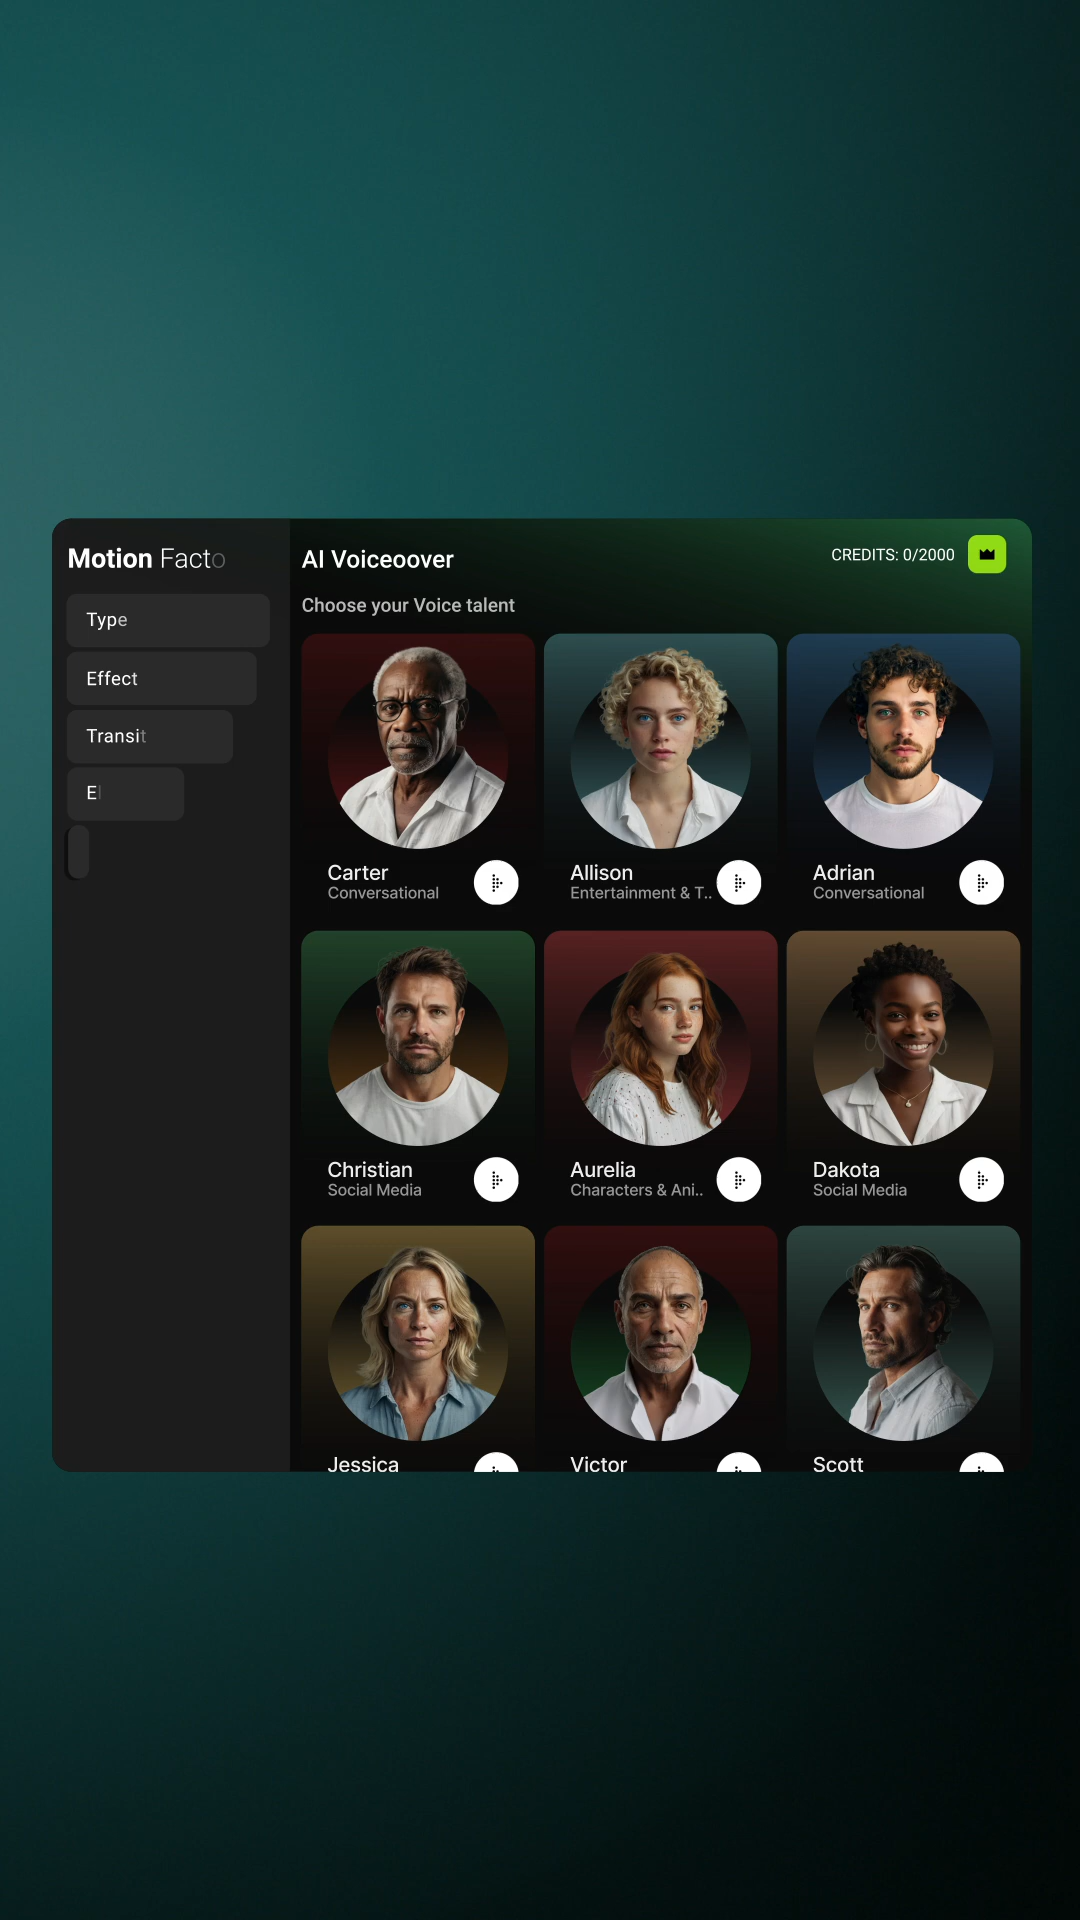 Motion Facto
Type
Effect
Transit
El
AI Voiceoover
CREDITS: 0/2000
Choose your Voice talent
Carter
Conversational
Allison
Entertainment & T..
Adrian
Conversational
Christian
Social Media
Aurelia
Characters & Ani..
Dakota
Social Media
Jessica
Victor
Scott